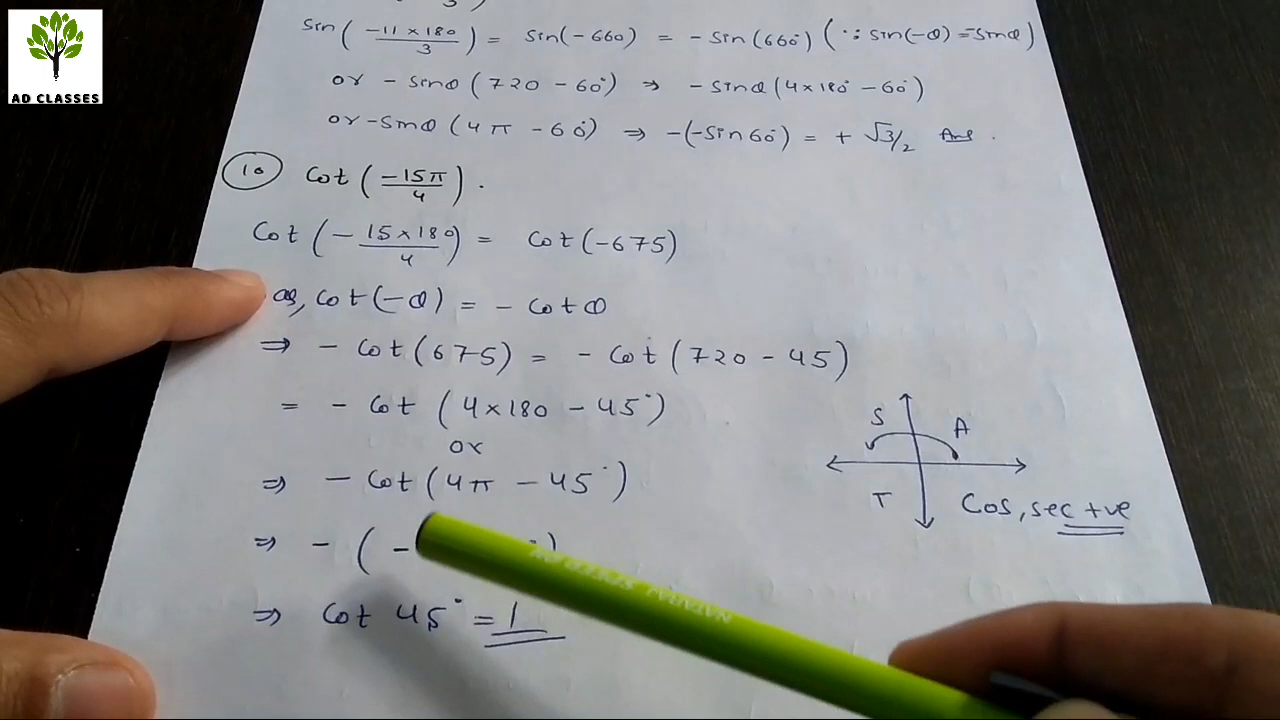 AD CLASSES
Sin(-11×180/3) = sin(-660) = -sin(660°) (∵ sin(-θ) = -sinθ)
or -sinθ(720-60°) ⇒ -sinθ(4×180°-60°)
or -sinθ(4π-60°) ⇒ -(-sin60°) = + √3/2 Ans.
(10) Cot(-15π/4).
Cot(-15×180/4) = Cot(-675)
as, Cot(-θ) = -Cotθ
⇒ -Cot(675) = -Cot(720-45)
= -Cot(4×180-45°)
or
⇒ -Cot(4π-45°)
⇒ -(-
⇒ Cot 45° = 1
S A
T Cos, sec +ve